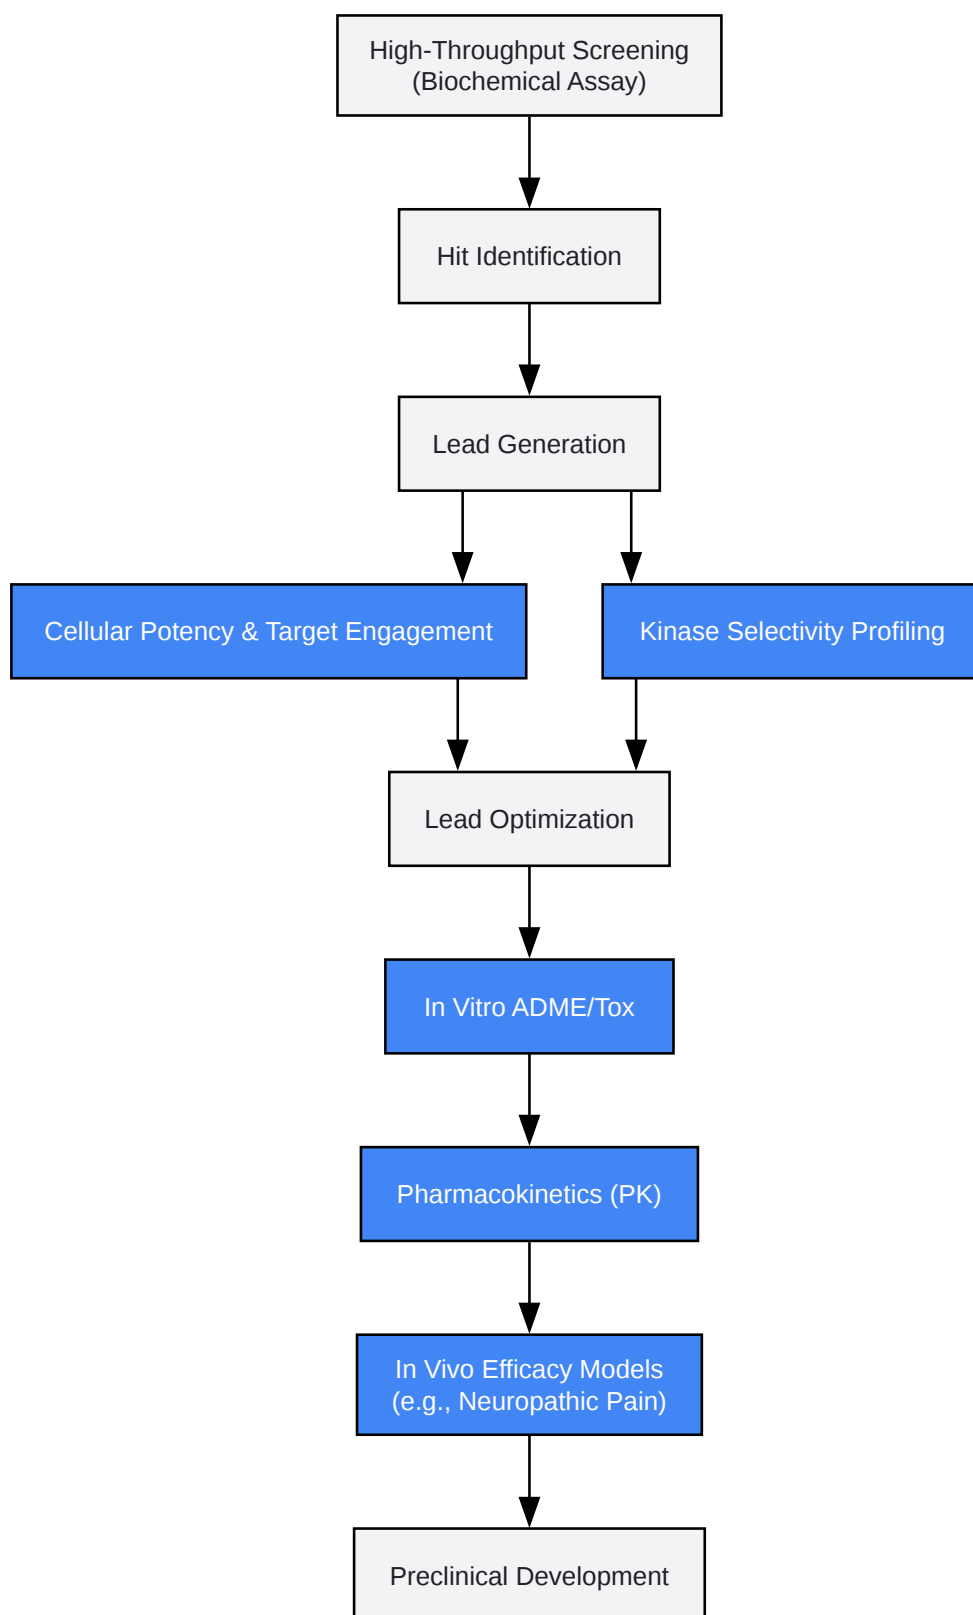 High-Throughput Screening
(Biochemical Assay)
Hit Identification
Lead Generation
Cellular Potency & Target Engagement
Kinase Selectivity Profiling
Lead Optimization
In Vitro ADME/Tox
Pharmacokinetics (PK)
In Vivo Efficacy Models
(e.g., Neuropathic Pain)
Preclinical Development